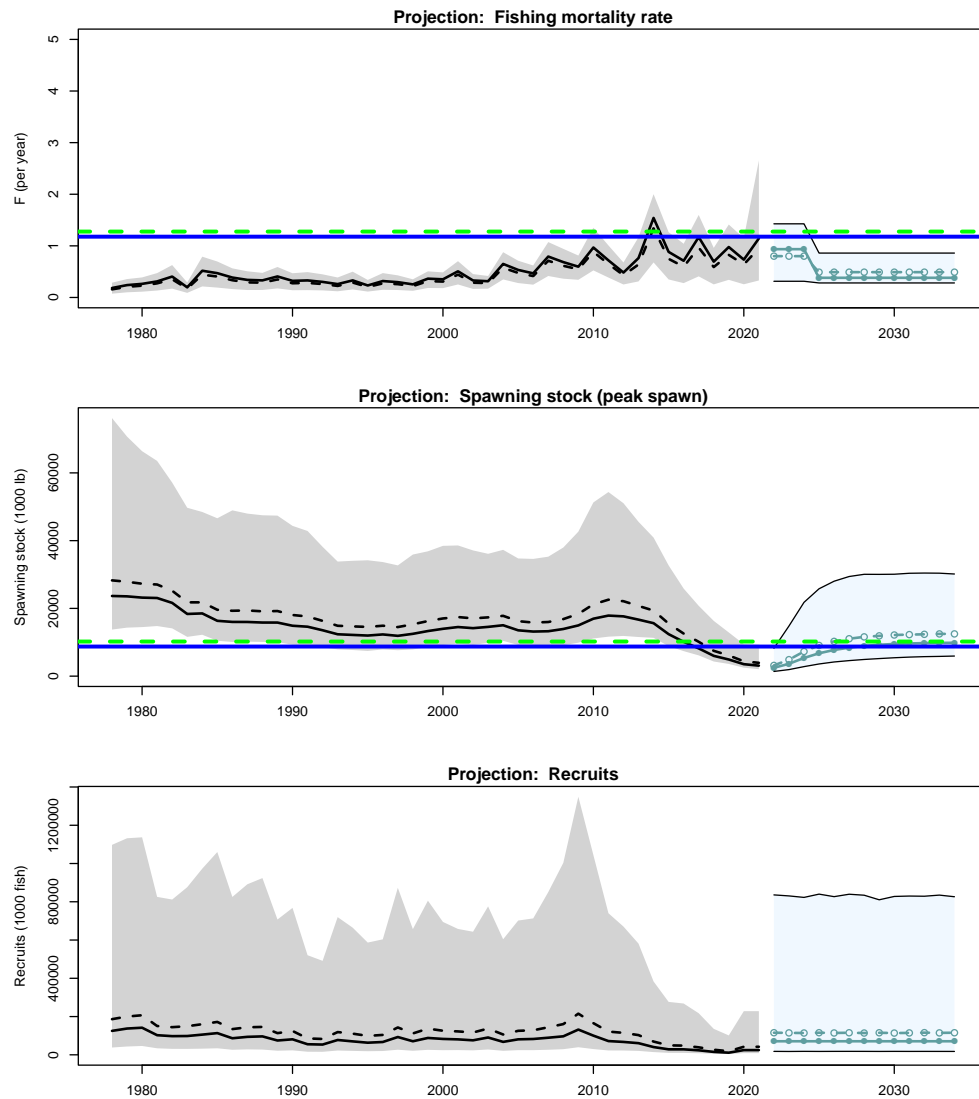 Projection: Fishing mortality rate
F (per year)
5
4
3
2
1
0
1980 1990 2000 2010 2020 2030
Projection: Spawning stock (peak spawn)
Spawning stock (1000 lb)
60000
40000
20000
0
1980 1990 2000 2010 2020 2030
Projection: Recruits
Recruits (1000 fish)
1200000
800000
400000
0
1980 1990 2000 2010 2020 2030